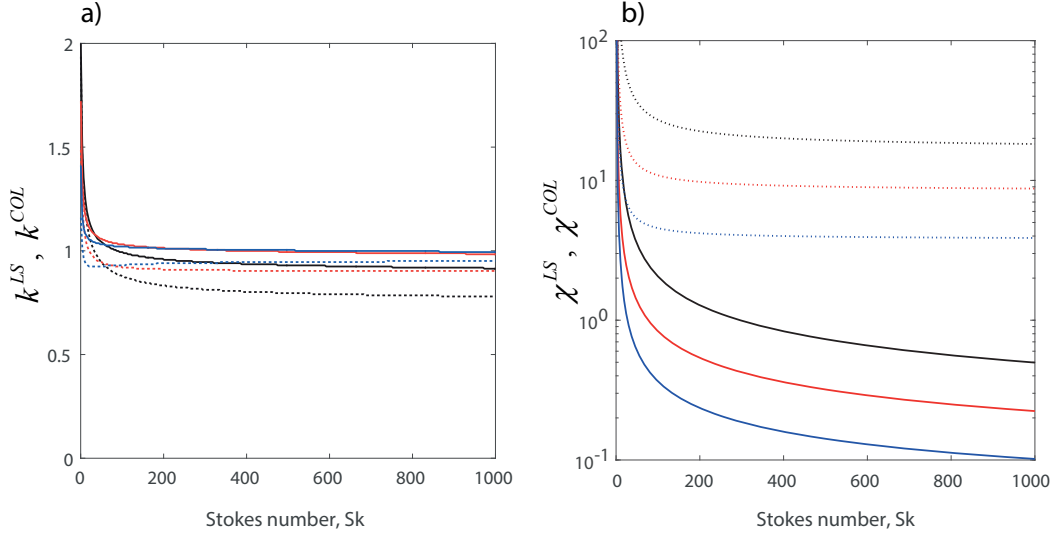 a)
2
1.5
1
0.5
0
0 200 400 600 800 1000
k^LS , k^COL
Stokes number, Sk
b)
10^2
10^1
10^0
10^-1
0 200 400 600 800 1000
χ^LS , χ^COL
Stokes number, Sk